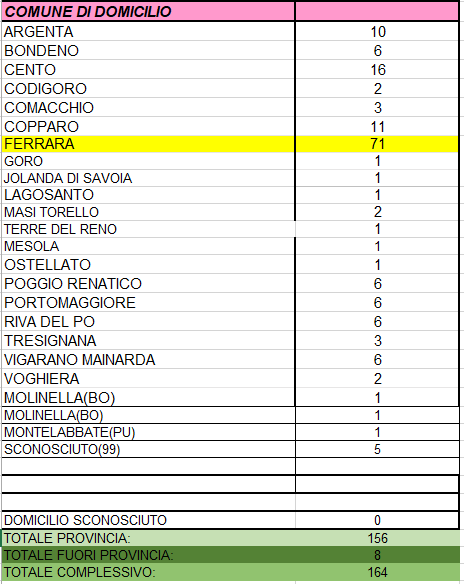 COMUNE DI DOMICILIO
ARGENTA 10
BONDENO 6
CENTO 16
CODIGORO 2
COMACCHIO 3
COPPARO 11
FERRARA 71
GORO 1
JOLANDA DI SAVOIA 1
LAGOSANTO 1
MASI TORELLO 2
TERRE DEL RENO 1
MESOLA 1
OSTELLATO 1
POGGIO RENATICO 6
PORTOMAGGIORE 6
RIVA DEL PO 6
TRESIGNANA 3
VIGARANO MAINARDA 6
VOGHIERA 2
MOLINELLA(BO) 1
MOLINELLA(BO) 1
MONTELABBATE(PU) 1
SCONOSCIUTO(99) 5
DOMICILIO SCONOSCIUTO 0
TOTALE PROVINCIA: 156
TOTALE FUORI PROVINCIA: 8
TOTALE COMPLESSIVO: 164